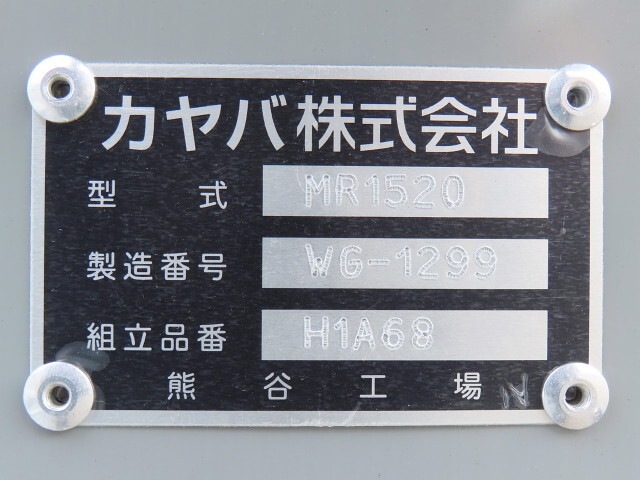 カヤバ株式会社
型式 MR1520
製造番号 WG-1299
組立品番 H1A68
熊谷工場 N